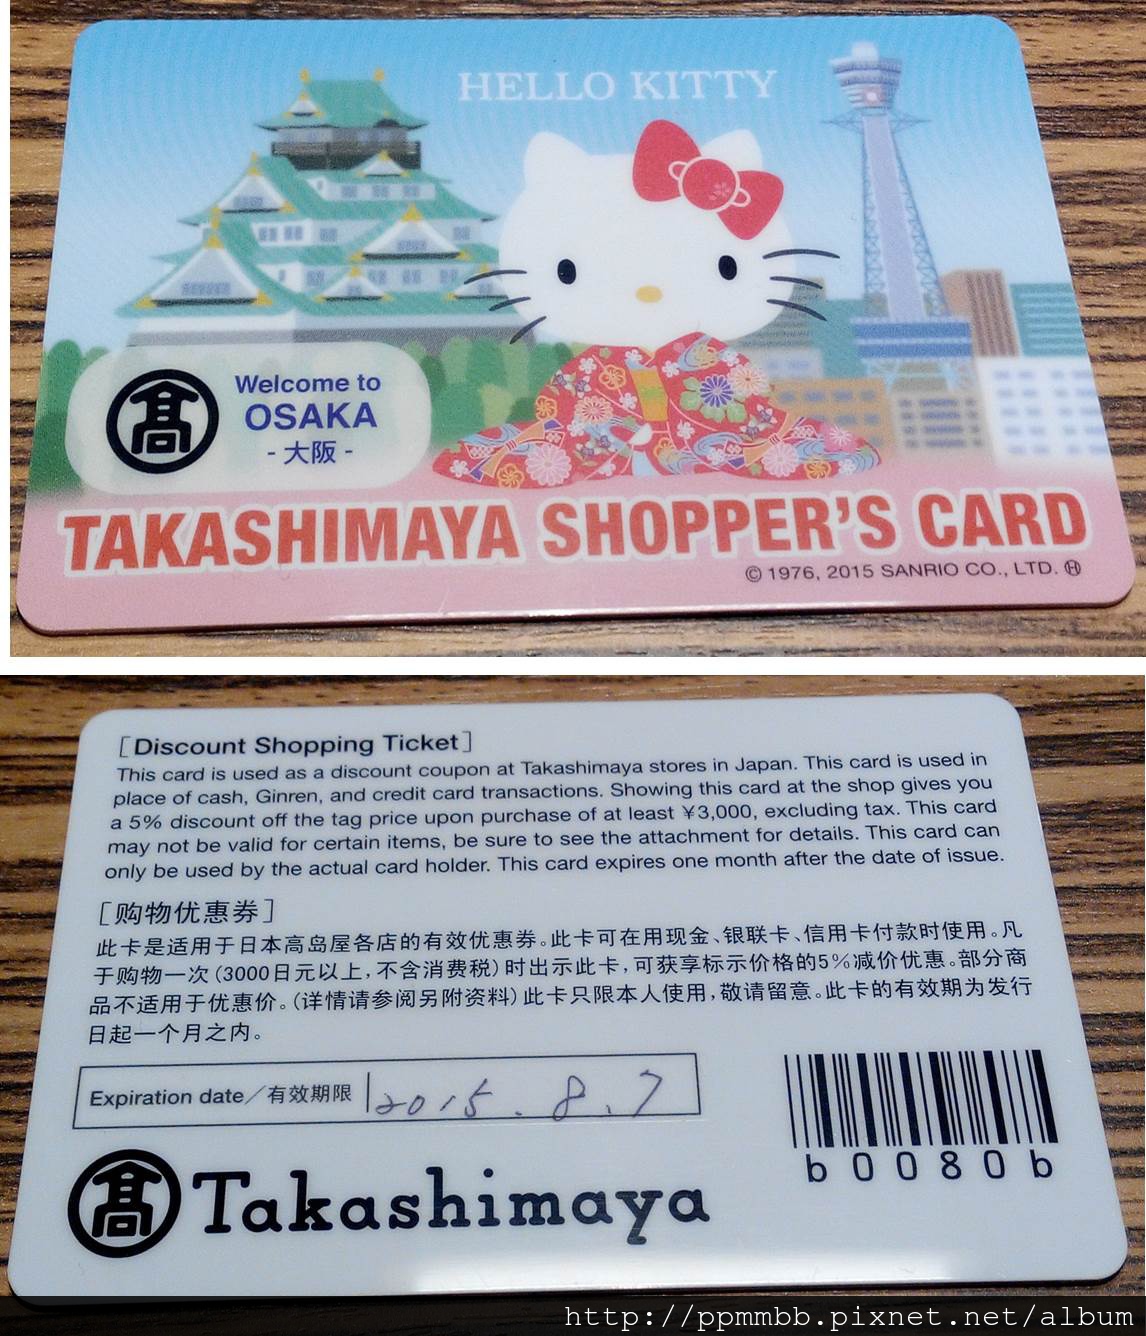 HELLO KITTY
高
Welcome to
OSAKA
- 大阪 -
TAKASHIMAYA SHOPPER'S CARD
© 1976, 2015 SANRIO CO., LTD. Ⓗ
[Discount Shopping Ticket]
This card is used as a discount coupon at Takashimaya stores in Japan. This card is used in
place of cash, Ginren, and credit card transactions. Showing this card at the shop gives you
a 5% discount off the tag price upon purchase of at least ¥3,000, excluding tax. This card
may not be valid for certain items, be sure to see the attachment for details. This card can
only be used by the actual card holder. This card expires one month after the date of issue.
[购物优惠券]
此卡是适用于日本高岛屋各店的有效优惠券。此卡可在用现金、银联卡、信用卡付款时使用。凡
于购物一次(3000日元以上,不含消费税)时出示此卡,可获享标示价格的5%减价优惠。部分商
品不适用于优惠价。(详情请参阅另附资料)此卡只限本人使用,敬请留意。此卡的有效期为发行
日起一个月之内。
Expiration date/有效期限 2015.8.7
b0080b
髙 Takashimaya
http://ppmmbb.pixnet.net/album